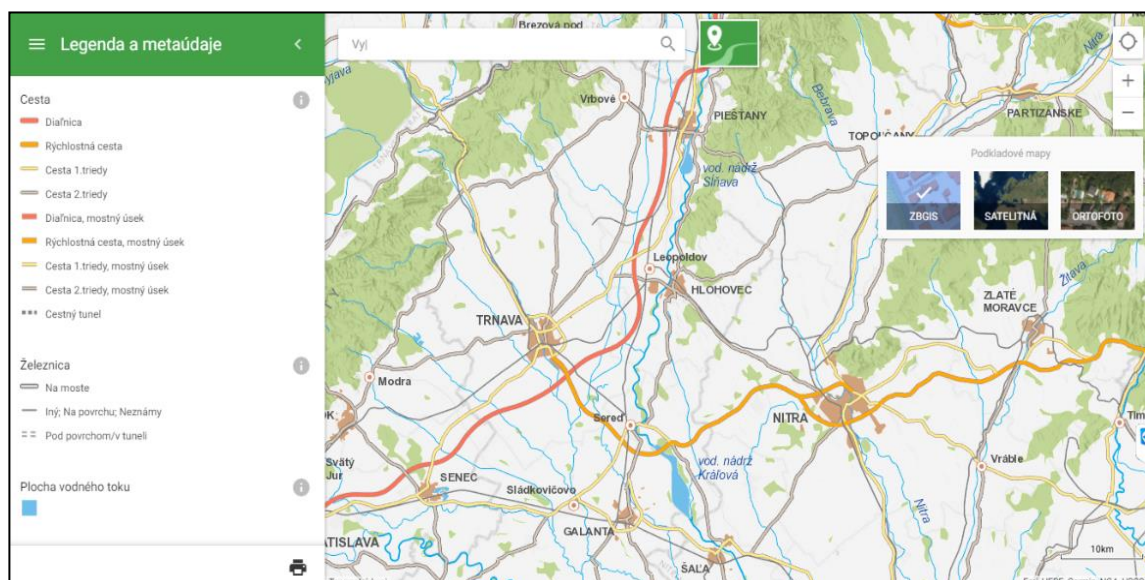 Legenda a metaúdaje
Cesta
Diaľnica
Rýchlostná cesta
Cesta 1.triedy
Cesta 2.triedy
Diaľnica, mostný úsek
Rýchlostná cesta, mostný úsek
Cesta 1.triedy, mostný úsek
Cesta 2.triedy, mostný úsek
Cestný tunel
Železnica
Na moste
Iný; Na povrchu; Neznámy
Pod povrchom/v tuneli
Plocha vodného toku
Vyj
Brezová pod
Vrbové
PIEŠŤANY
Bebrava
Nitra
PARTIZÁNSKE
TOPOĽČANY
vod. nádrž
Sĺňava
Podkladové mapy
ZBGIS
SATELITNÁ
ORTOFOTO
Leopoldov
HLOHOVEC
Žitava
ZLATÉ
MORAVCE
TRNAVA
Modra
NITRA
Sereď
Svätý
Jur
SENEC
Sládkovičovo
vod. nádrž
Kráľová
Vráble
Nitra
GALANTA
ATISLAVA
ŠAĽA
10km